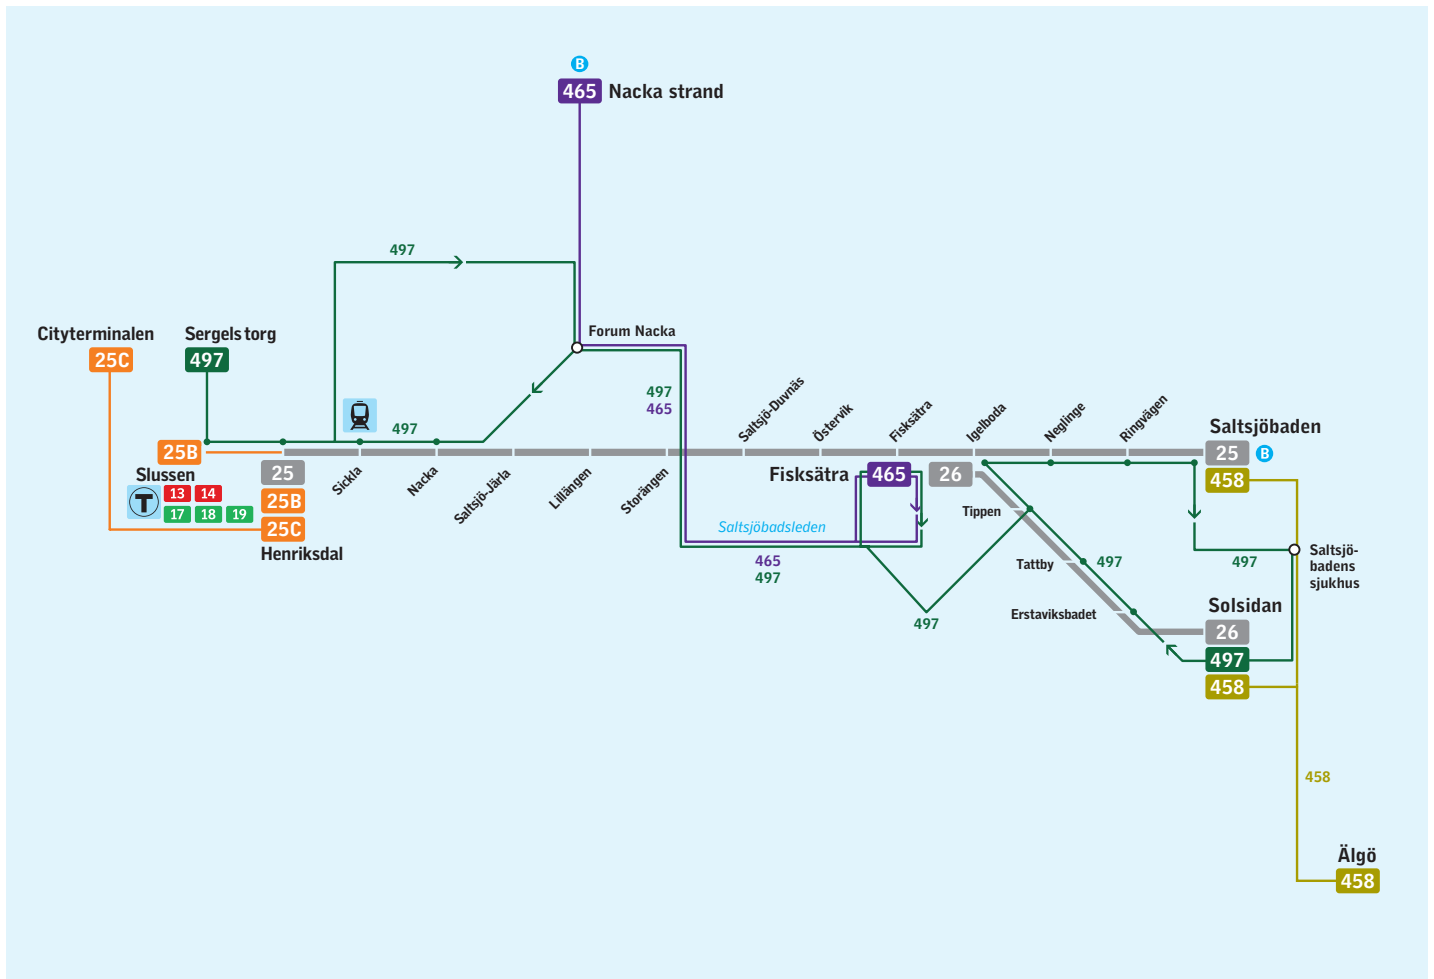 B
465 Nacka strand
497
Forum Nacka
Cityterminalen
25C
Sergels torg
497
497
465
497
25B
Slussen
T
13 14
17 18 19
25
25B
25C
Henriksdal
Sickla
Nacka
Saltsjö-Järla
Lillängen
Storängen
Saltsjö-Duvnäs
Östervik
Fisksätra
Igelboda
Neglinge
Ringvägen
Saltsjöbaden
25 B
458
Fisksätra 465
26
Saltsjöbadsleden
465
497
Tippen
Tattby
Erstaviksbadet
497
497
497
Saltsjö-
badens
sjukhus
Solsidan
26
497
458
458
Älgö
458